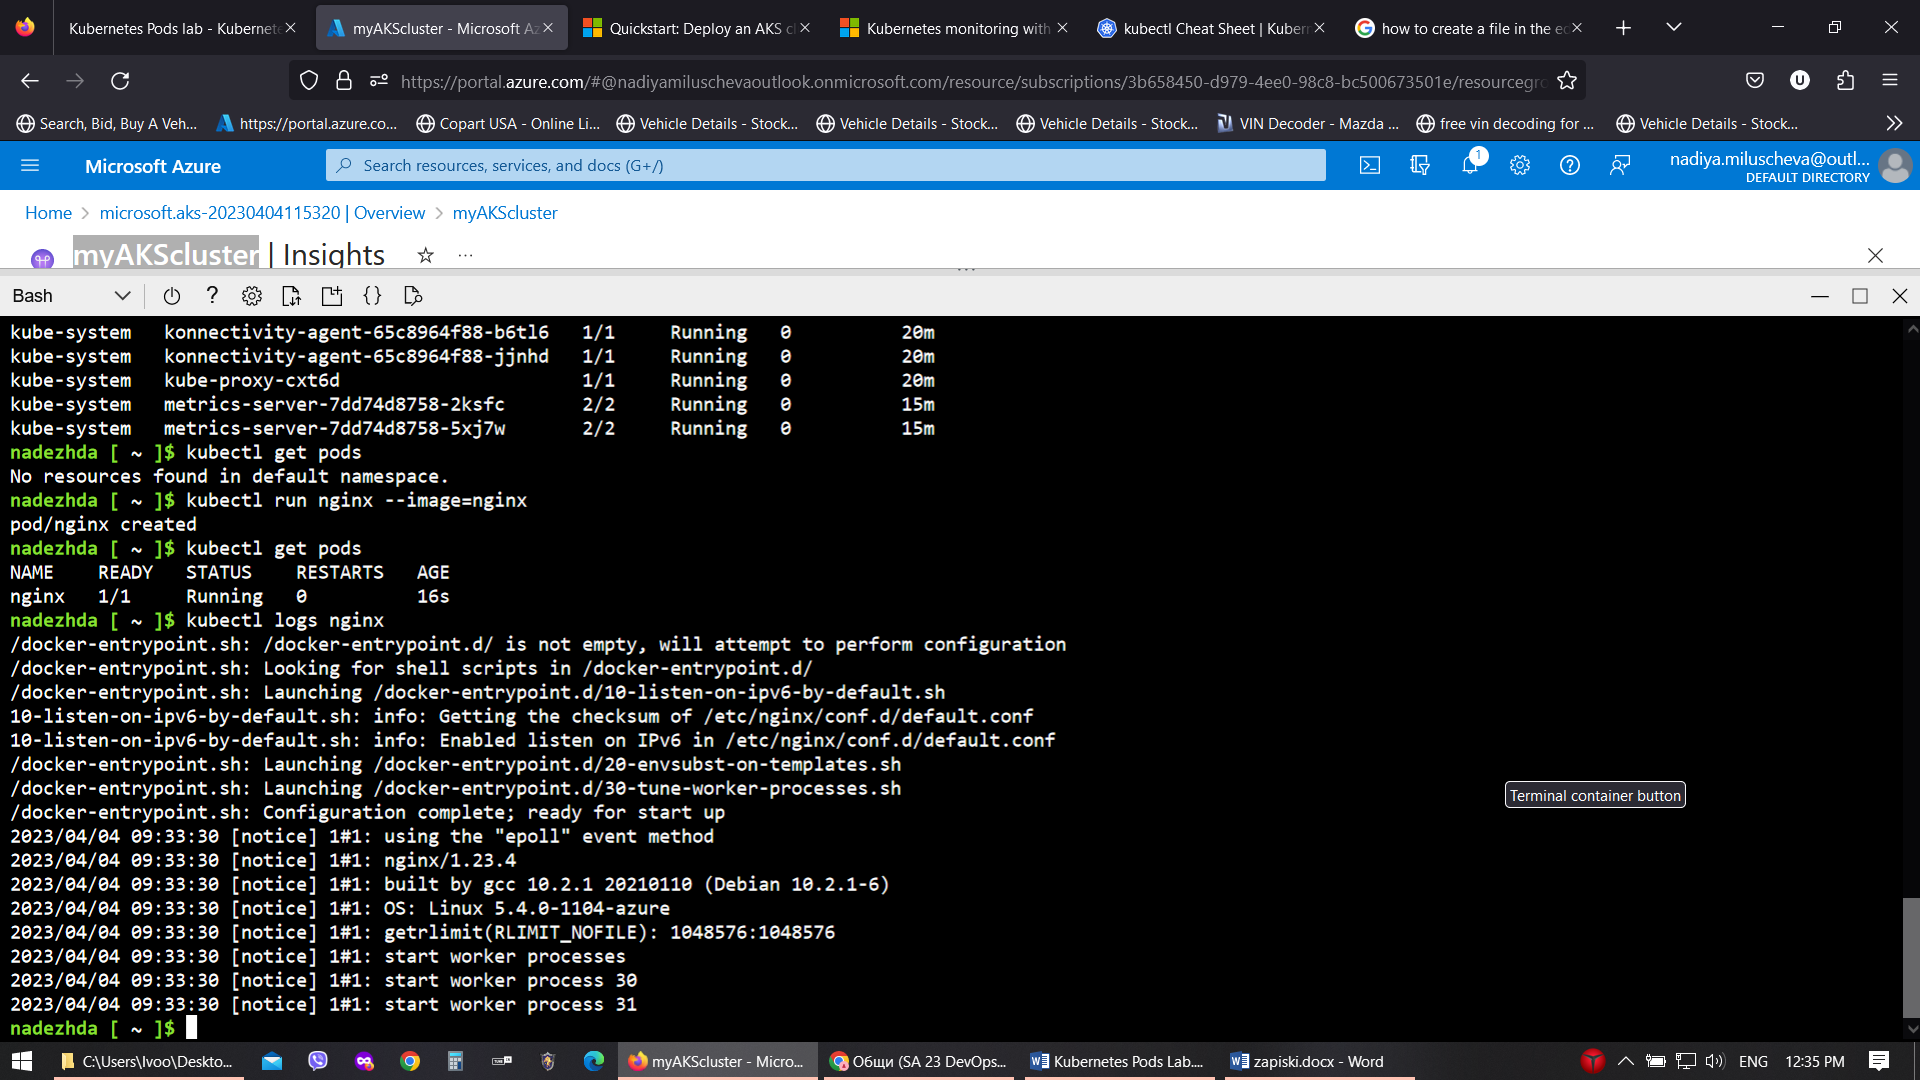 Kubernetes Pods lab - Kubernete
myAKScluster - Microsoft Az
Quickstart: Deploy an AKS cl
Kubernetes monitoring with
kubectl Cheat Sheet | Kubern
how to create a file in the ec
https://portal.azure.com/#@nadiyamiluschevaoutlook.onmicrosoft.com/resource/subscriptions/3b658450-d979-4ee0-98c8-bc500673501e/resourcegro
Search, Bid, Buy A Veh...
https://portal.azure.co...
Copart USA - Online Li...
Vehicle Details - Stock...
Vehicle Details - Stock...
Vehicle Details - Stock...
VIN Decoder - Mazda ...
free vin decoding for ...
Vehicle Details - Stock...
Microsoft Azure
Search resources, services, and docs (G+/)
1
nadiya.miluscheva@outl...
DEFAULT DIRECTORY
Home > microsoft.aks-20230404115320 | Overview > myAKScluster
myAKScluster | Insights
Bash
kube-system   konnectivity-agent-65c8964f88-b6tl6   1/1     Running   0          20m
kube-system   konnectivity-agent-65c8964f88-jjnhd   1/1     Running   0          20m
kube-system   kube-proxy-cxt6d                      1/1     Running   0          20m
kube-system   metrics-server-7dd74d8758-2ksfc       2/2     Running   0          15m
kube-system   metrics-server-7dd74d8758-5xj7w       2/2     Running   0          15m
nadezhda [ ~ ]$ kubectl get pods
No resources found in default namespace.
nadezhda [ ~ ]$ kubectl run nginx --image=nginx
pod/nginx created
nadezhda [ ~ ]$ kubectl get pods
NAME    READY   STATUS    RESTARTS   AGE
nginx   1/1     Running   0          16s
nadezhda [ ~ ]$ kubectl logs nginx
/docker-entrypoint.sh: /docker-entrypoint.d/ is not empty, will attempt to perform configuration
/docker-entrypoint.sh: Looking for shell scripts in /docker-entrypoint.d/
/docker-entrypoint.sh: Launching /docker-entrypoint.d/10-listen-on-ipv6-by-default.sh
10-listen-on-ipv6-by-default.sh: info: Getting the checksum of /etc/nginx/conf.d/default.conf
10-listen-on-ipv6-by-default.sh: info: Enabled listen on IPv6 in /etc/nginx/conf.d/default.conf
/docker-entrypoint.sh: Launching /docker-entrypoint.d/20-envsubst-on-templates.sh
/docker-entrypoint.sh: Launching /docker-entrypoint.d/30-tune-worker-processes.sh
/docker-entrypoint.sh: Configuration complete; ready for start up
2023/04/04 09:33:30 [notice] 1#1: using the "epoll" event method
2023/04/04 09:33:30 [notice] 1#1: nginx/1.23.4
2023/04/04 09:33:30 [notice] 1#1: built by gcc 10.2.1 20210110 (Debian 10.2.1-6)
2023/04/04 09:33:30 [notice] 1#1: OS: Linux 5.4.0-1104-azure
2023/04/04 09:33:30 [notice] 1#1: getrlimit(RLIMIT_NOFILE): 1048576:1048576
2023/04/04 09:33:30 [notice] 1#1: start worker processes
2023/04/04 09:33:30 [notice] 1#1: start worker process 30
2023/04/04 09:33:30 [notice] 1#1: start worker process 31
nadezhda [ ~ ]$
Terminal container button
C:\Users\Ivoo\Deskto...
myAKScluster - Micro...
Общи (SA 23 DevOps...
Kubernetes Pods Lab....
zapiski.docx - Word
ENG
12:35 PM